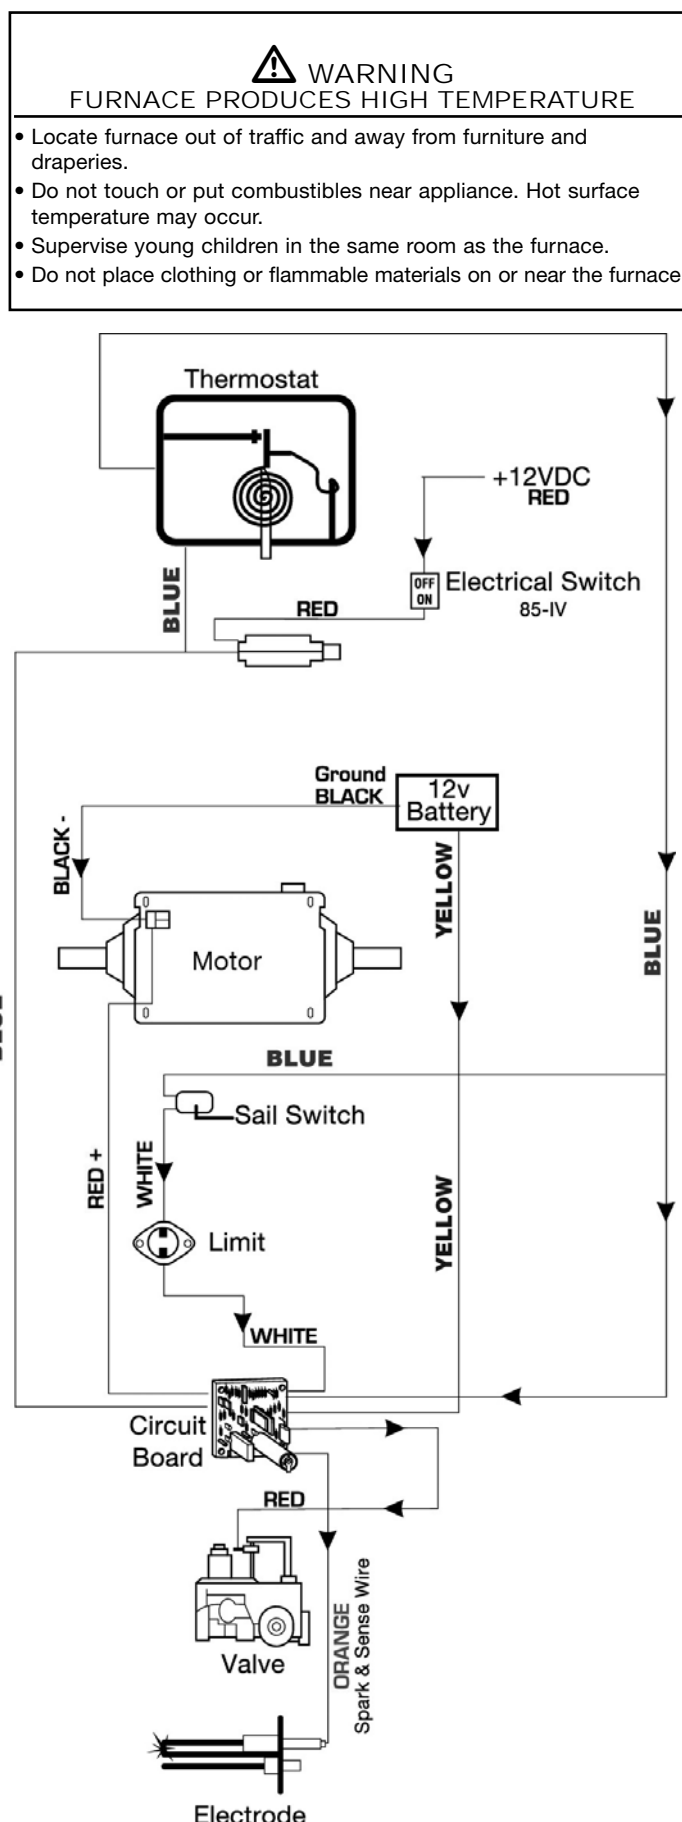 WARNING
FURNACE PRODUCES HIGH TEMPERATURE
• Locate furnace out of traffic and away from furniture and
draperies.
• Do not touch or put combustibles near appliance. Hot surface
temperature may occur.
• Supervise young children in the same room as the furnace.
• Do not place clothing or flammable materials on or near the furnace
Thermostat
+12VDC
RED
BLUE
OFF
ON
Electrical Switch
85-IV
RED
Ground
BLACK
12v
Battery
BLACK -
YELLOW
Motor
BLUE
BLUE
Sail Switch
RED +
WHITE
YELLOW
Limit
WHITE
Circuit
Board
RED
ORANGE
Spark & Sense Wire
Valve
Electrode